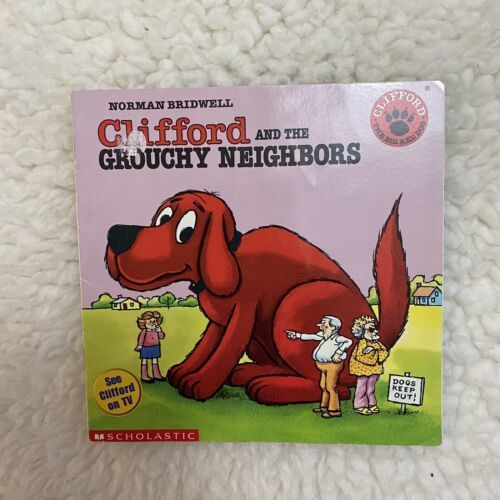 NORMAN BRIDWELL
Clifford AND THE
GROUCHY NEIGHBORS
CLIFFORD
THE BIG RED DOG
®
See
Clifford
on TV
DOGS
KEEP
OUT!
SCHOLASTIC